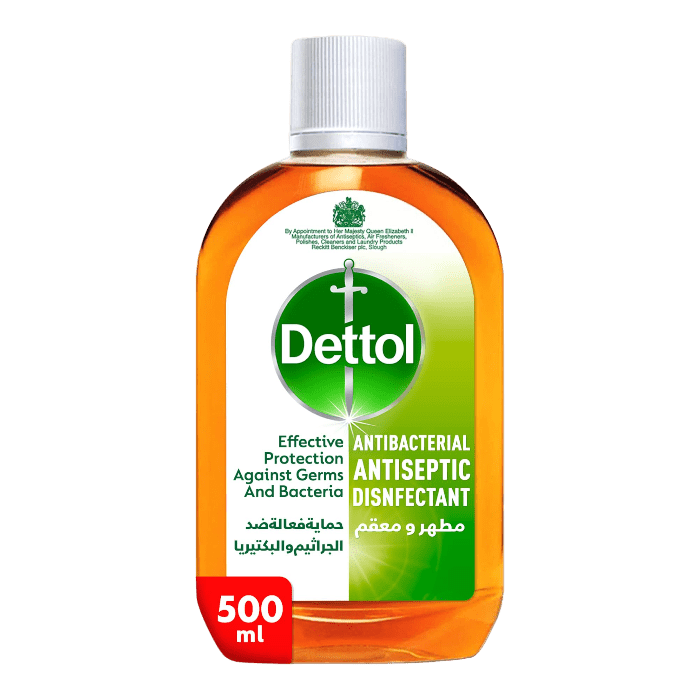 By Appointment to Her Majesty Queen Elizabeth II
Manufacturers of Antiseptics, Air Fresheners,
Polishes, Cleaners and Laundry Products
Reckitt Benckiser plc, Slough
Dettol
Effective
Protection
Against Germs
And Bacteria
حماية فعالة ضد
الجراثيم والبكتيريا
ANTIBACTERIAL
ANTISEPTIC
DISNFECTANT
مطهر و معقم
500
ml